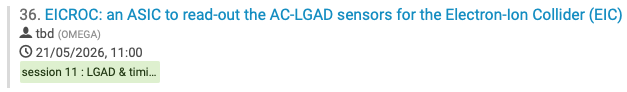 36. EICROC: an ASIC to read-out the AC-LGAD sensors for the Electron-Ion Collider (EIC)
tbd (OMEGA)
21/05/2026, 11:00
session 11 : LGAD & timi...